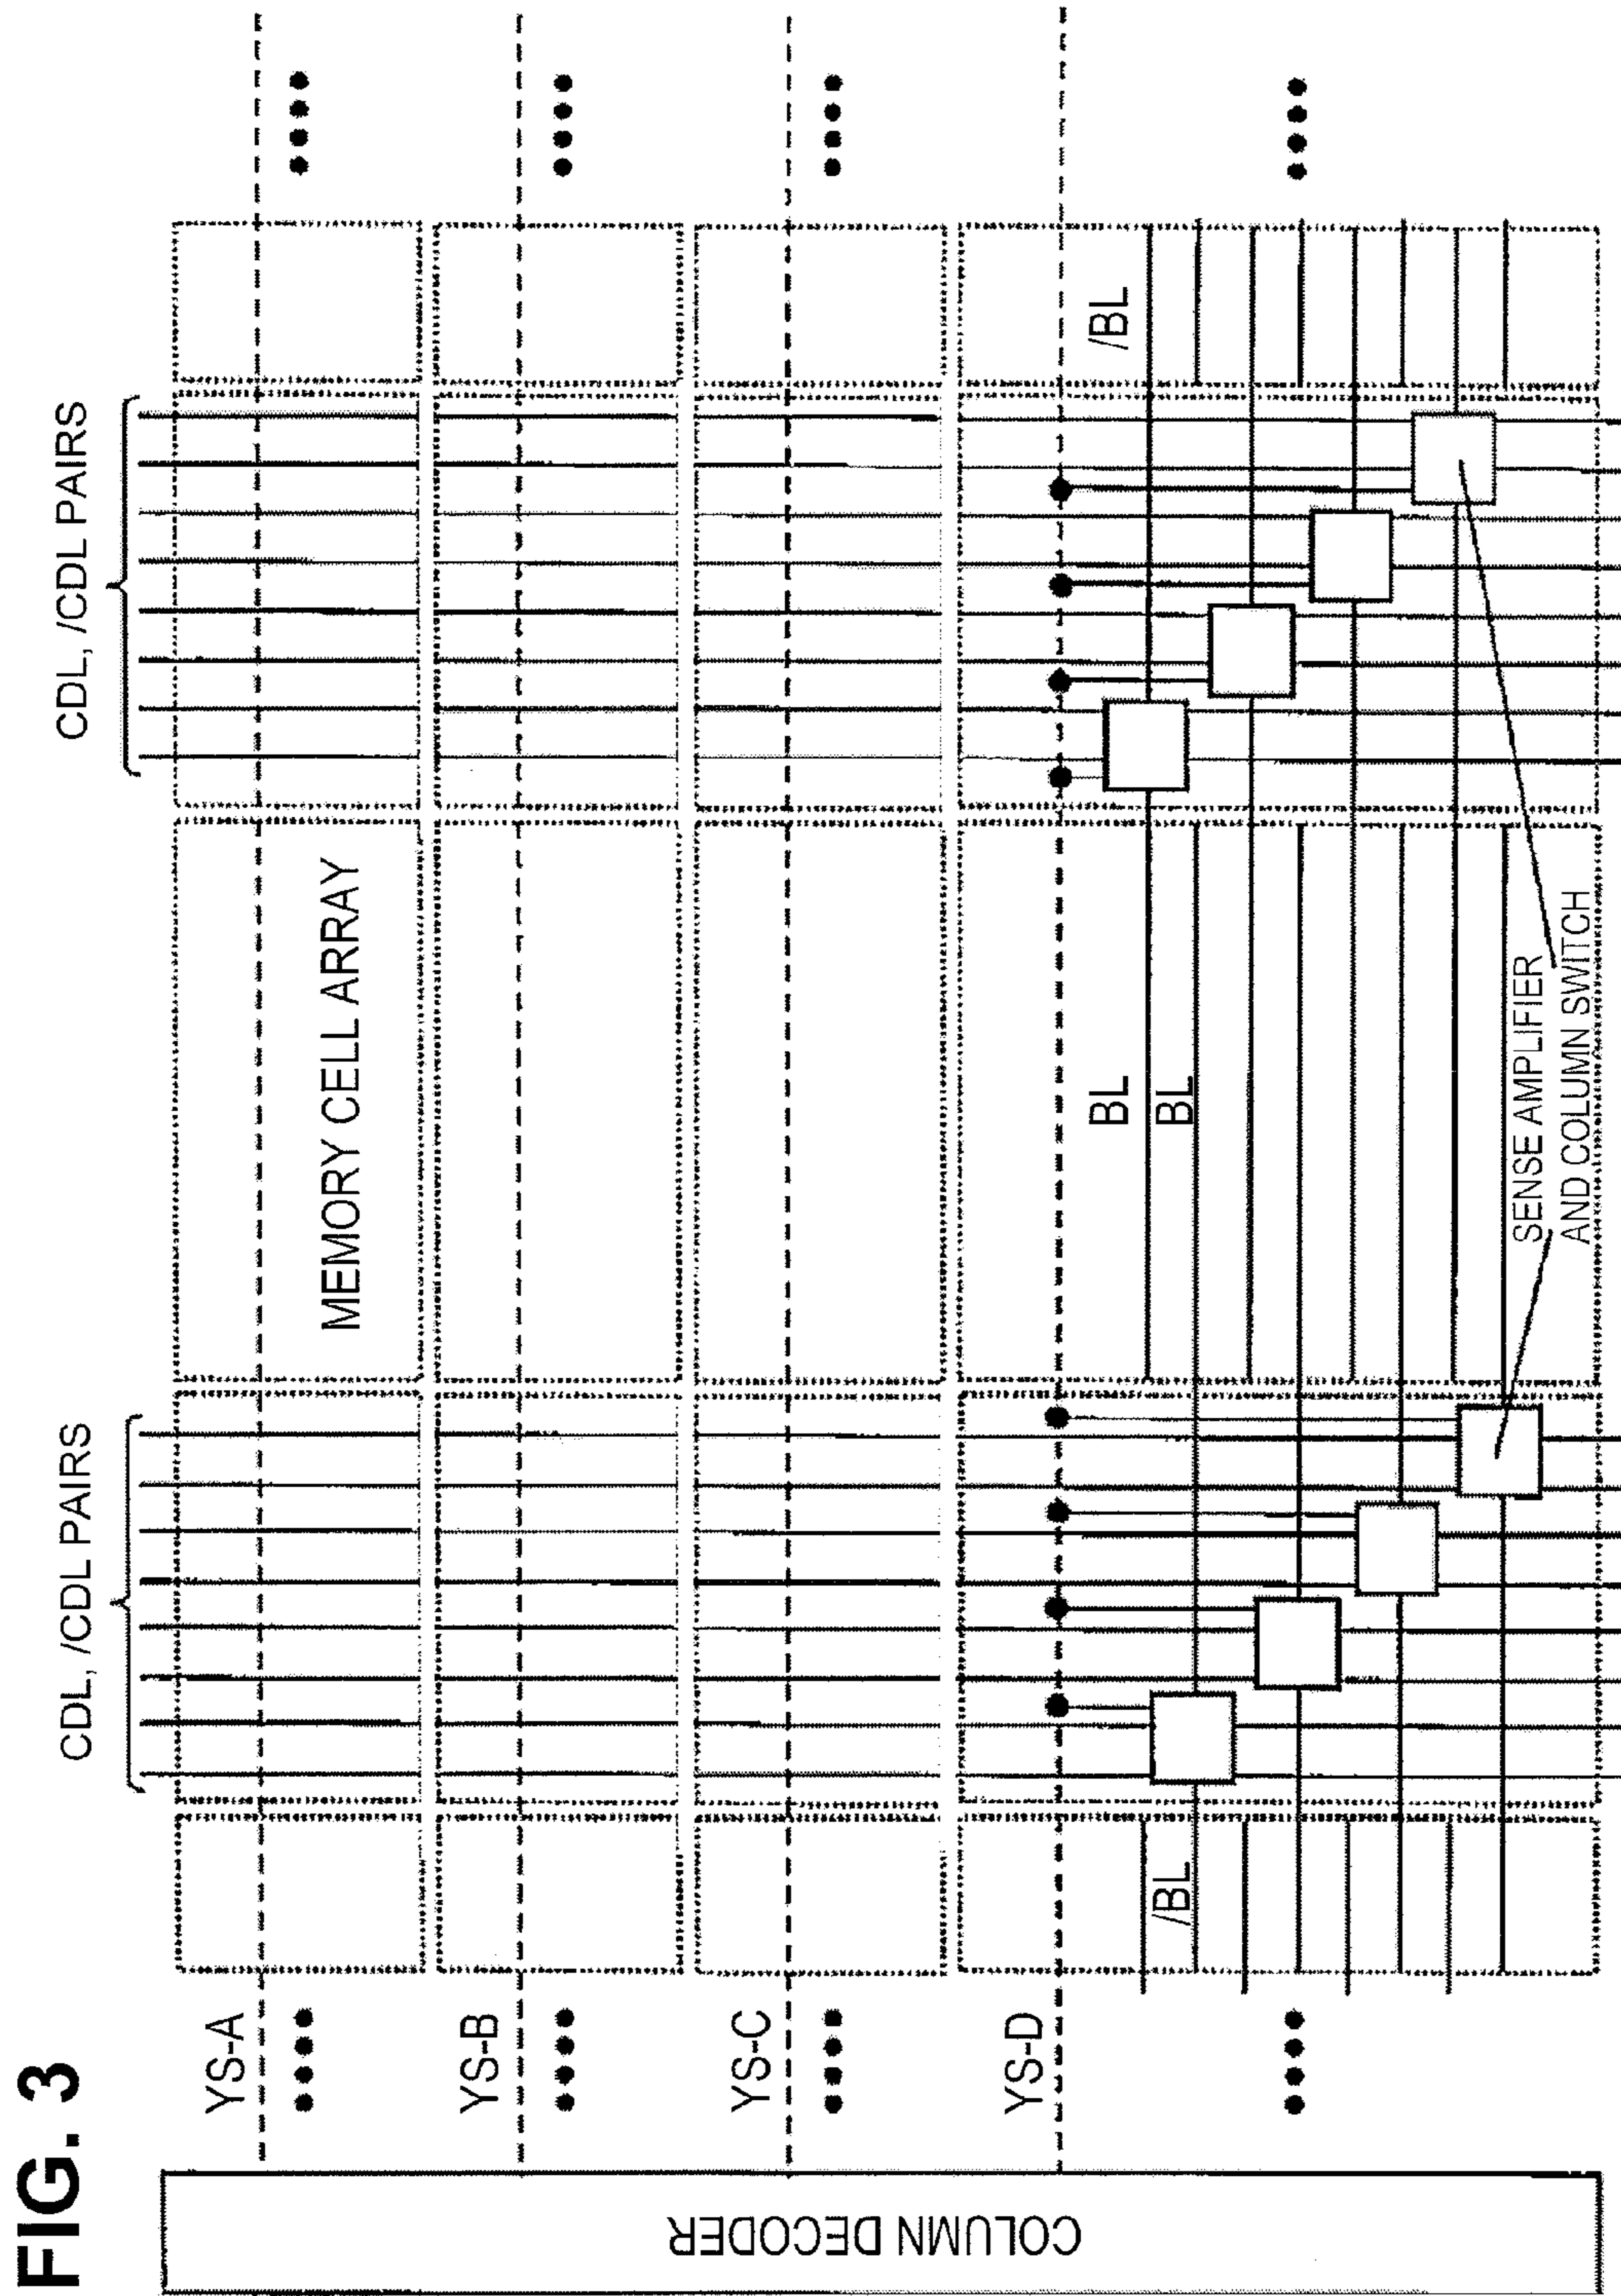 FIG. 3
CDL, /CDL PAIRS
CDL, /CDL PAIRS
YS-A
MEMORY CELL ARRAY
YS-B
YS-C
YS-D
/BL
BL
BL
/BL
SENSE AMPLIFIER
AND COLUMN SWITCH
COLUMN DECODER